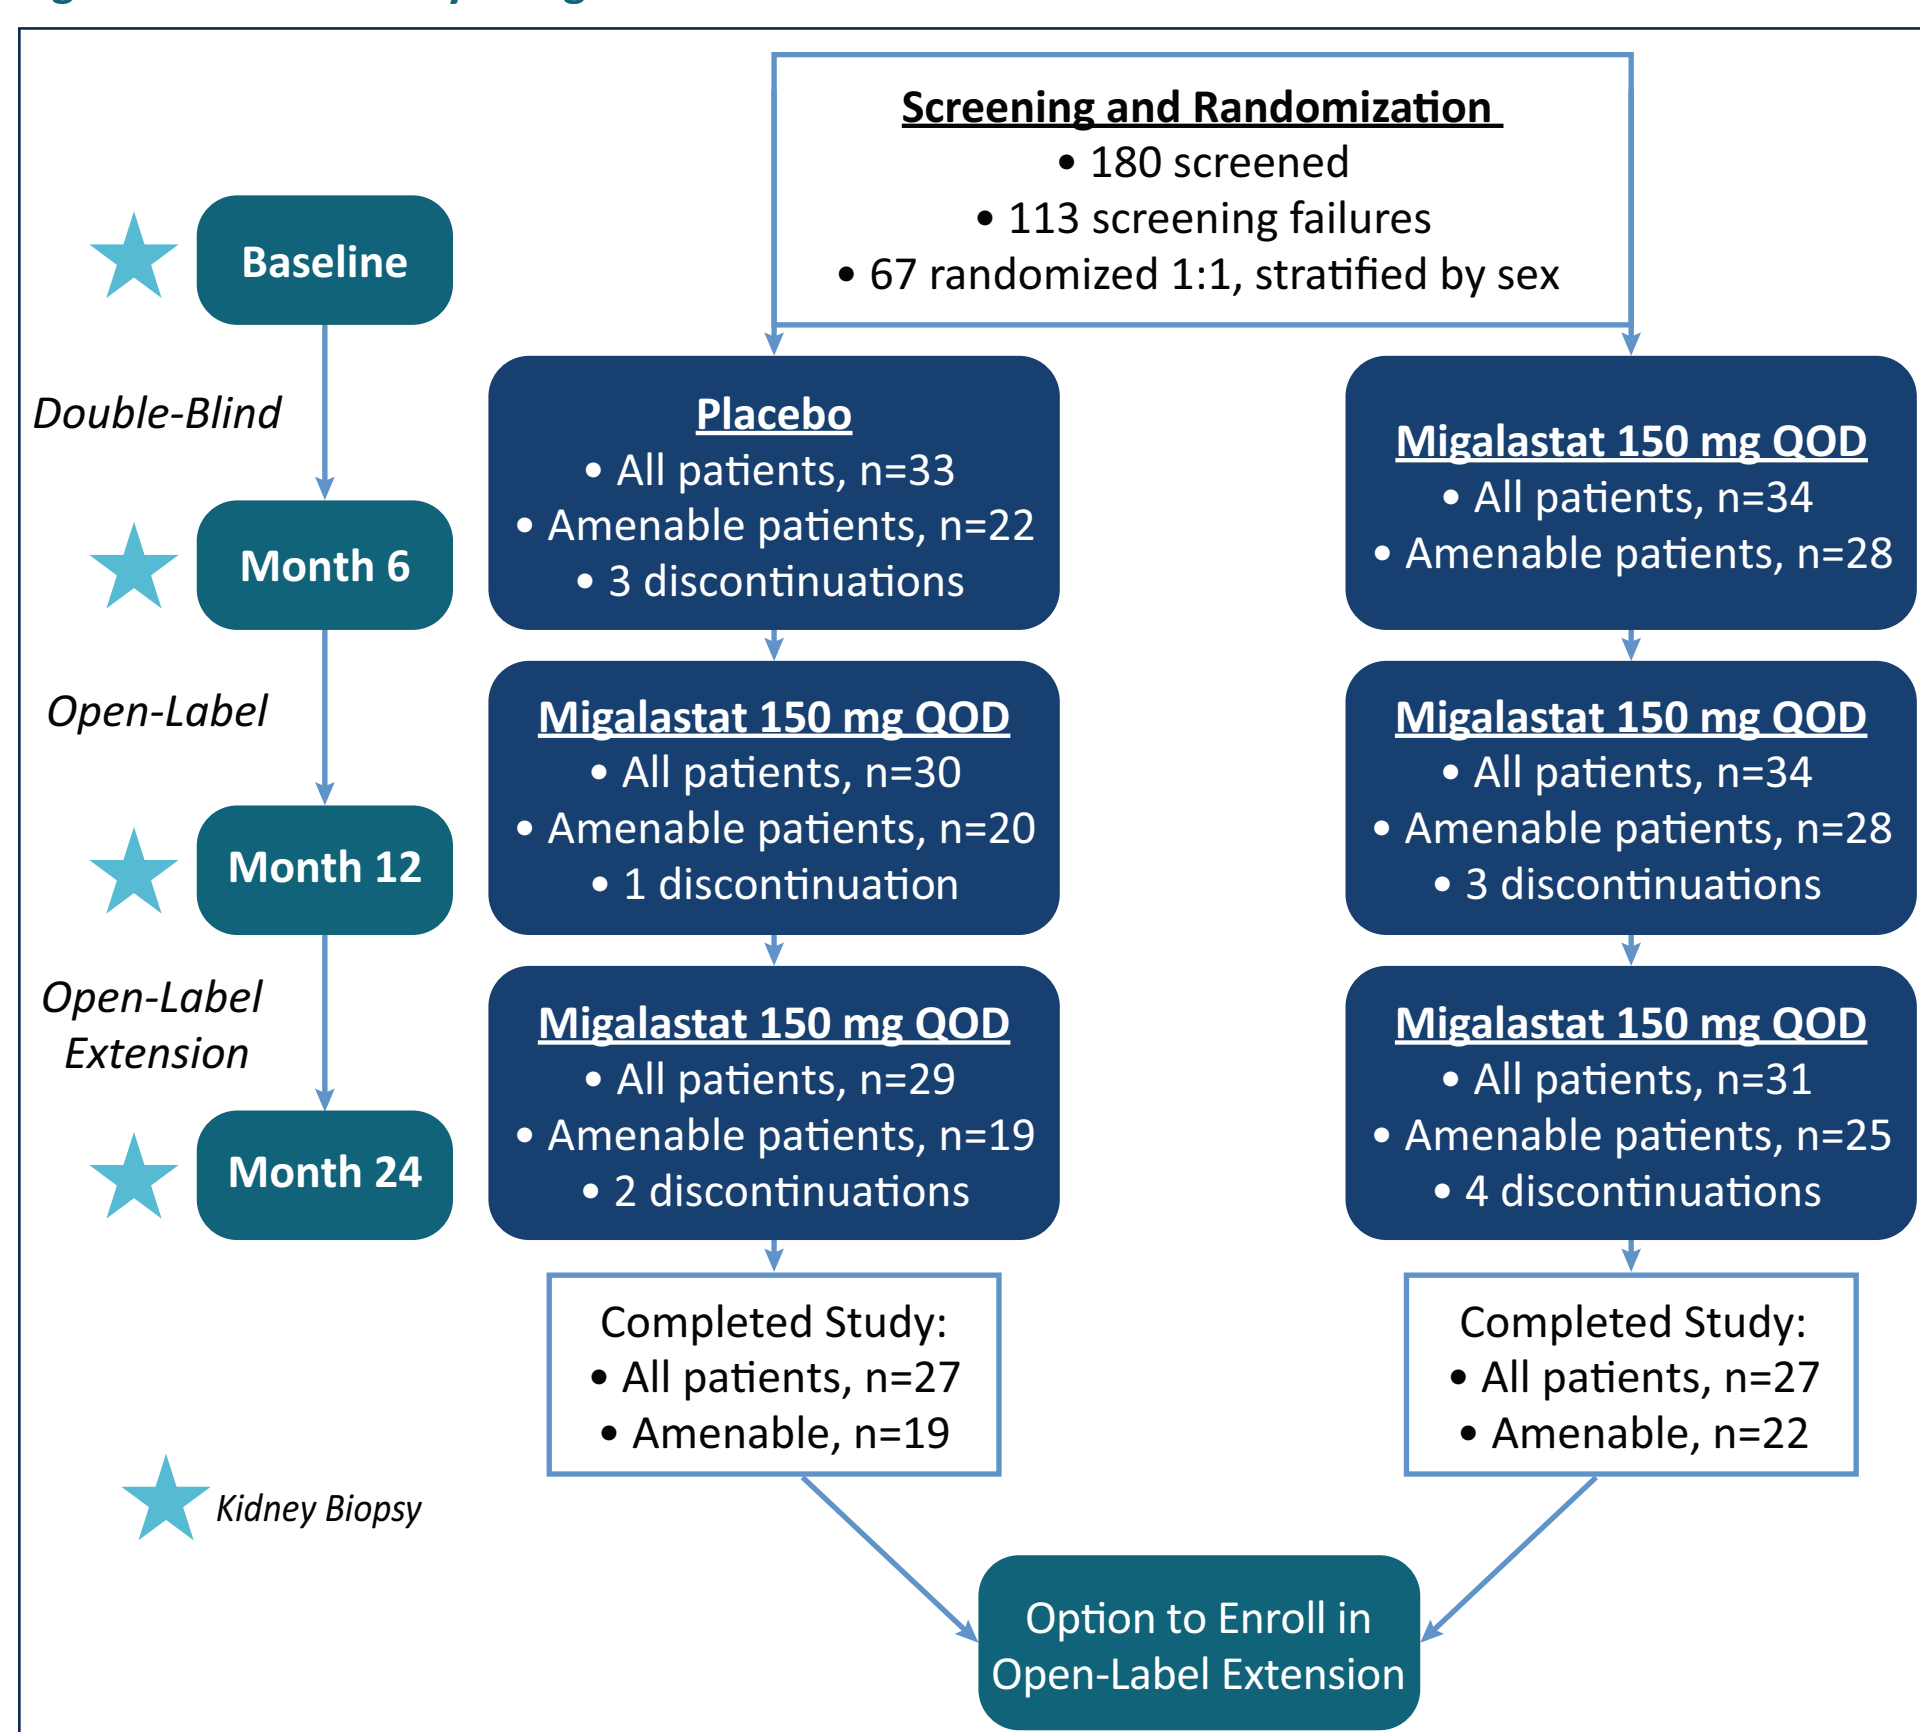 Screening and Randomization
• 180 screened
• 113 screening failures
• 67 randomized 1:1, stratified by sex
Baseline
Double-Blind
Placebo
• All patients, n=33
• Amenable patients, n=22
• 3 discontinuations
Migalastat 150 mg QOD
• All patients, n=34
• Amenable patients, n=28
Month 6
Open-Label
Migalastat 150 mg QOD
• All patients, n=30
• Amenable patients, n=20
• 1 discontinuation
Migalastat 150 mg QOD
• All patients, n=34
• Amenable patients, n=28
• 3 discontinuations
Month 12
Open-Label
Extension
Migalastat 150 mg QOD
• All patients, n=29
• Amenable patients, n=19
• 2 discontinuations
Migalastat 150 mg QOD
• All patients, n=31
• Amenable patients, n=25
• 4 discontinuations
Month 24
Completed Study:
• All patients, n=27
• Amenable, n=19
Completed Study:
• All patients, n=27
• Amenable, n=22
Kidney Biopsy
Option to Enroll in
Open-Label Extension